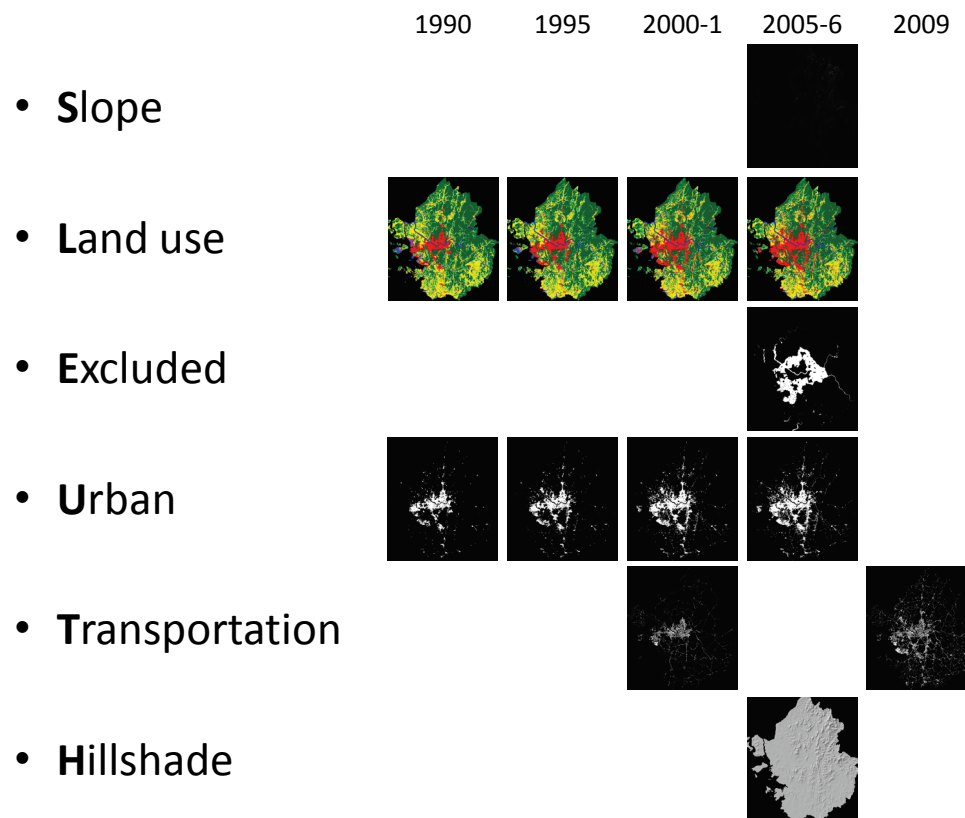 1990 1995 2000-1 2005-6 2009
• Slope
• Land use
• Excluded
• Urban
• Transportation
• Hillshade